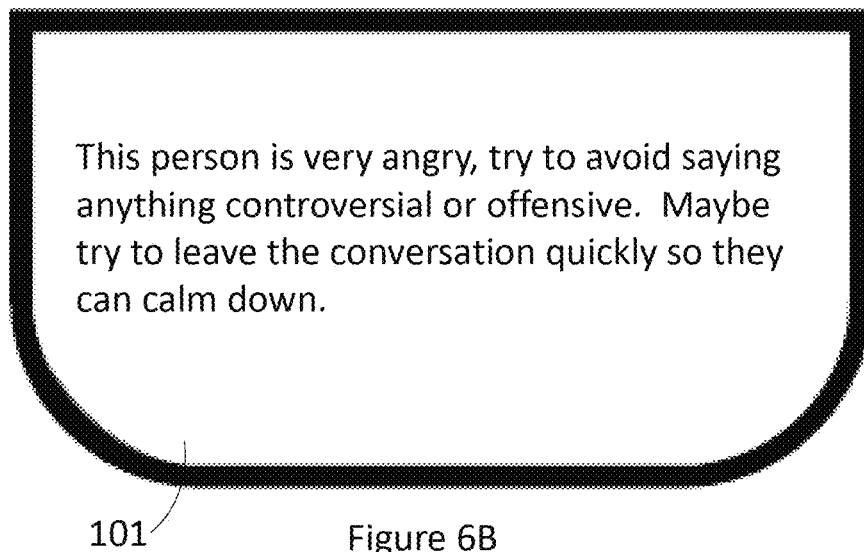 This person is very angry, try to avoid saying
anything controversial or offensive.  Maybe
try to leave the conversation quickly so they
can calm down.
101
Figure 6B